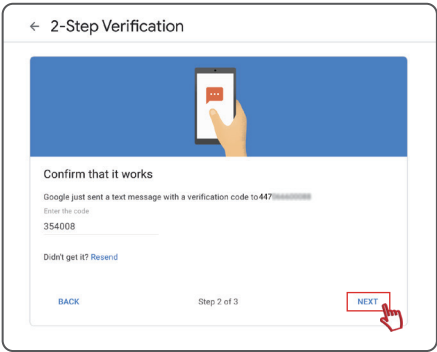 2-Step Verification
Confirm that it works
Google just sent a text message with a verification code to 447
Enter the code
354008
Didn't get it? Resend
BACK Step 2 of 3 NEXT